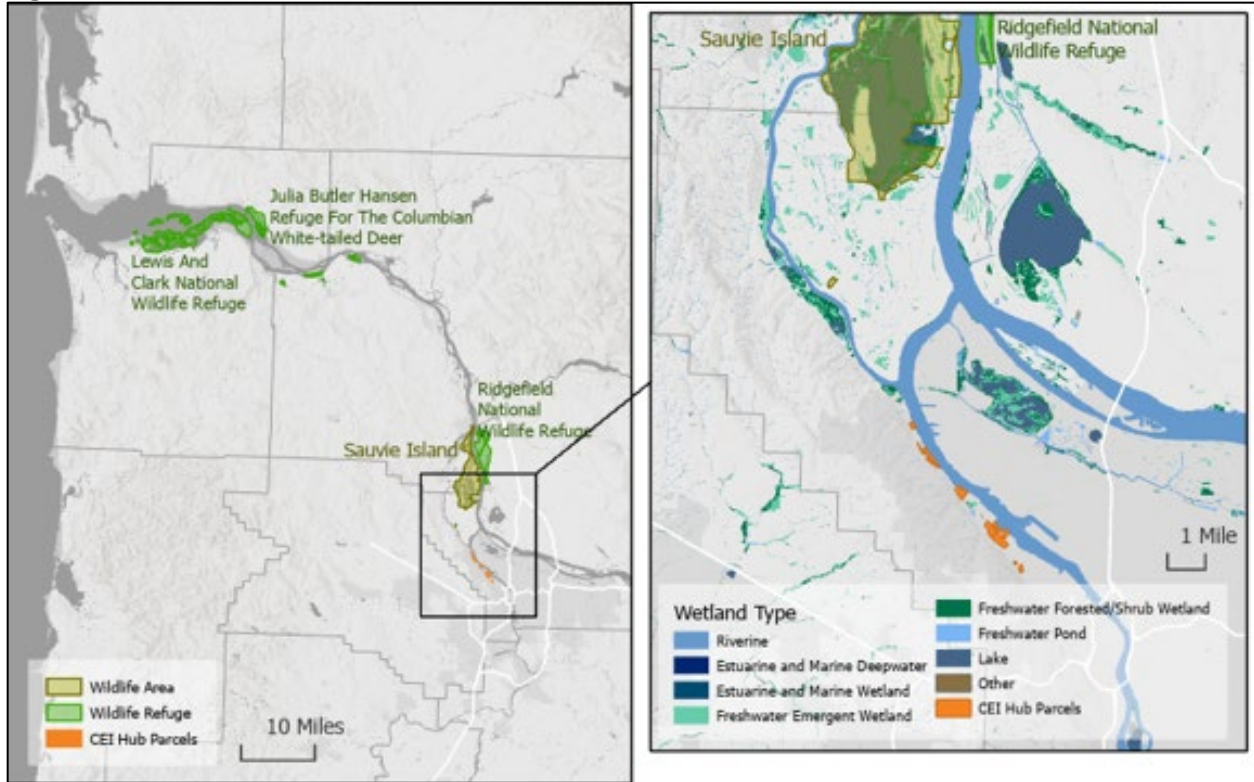 Julia Butler Hansen
Refuge For The Columbian
White-tailed Deer
Lewis And
Clark National
Wildlife Refuge
Ridgefield
National
Wildlife Refuge
Sauvie Island
Wildlife Area
Wildlife Refuge
CEI Hub Parcels
10 Miles
Sauvie Island
Ridgefield National
Wildlife Refuge
1 Mile
Wetland Type
Riverine
Estuarine and Marine Deepwater
Estuarine and Marine Wetland
Freshwater Emergent Wetland
Freshwater Forested/Shrub Wetland
Freshwater Pond
Lake
Other
CEI Hub Parcels